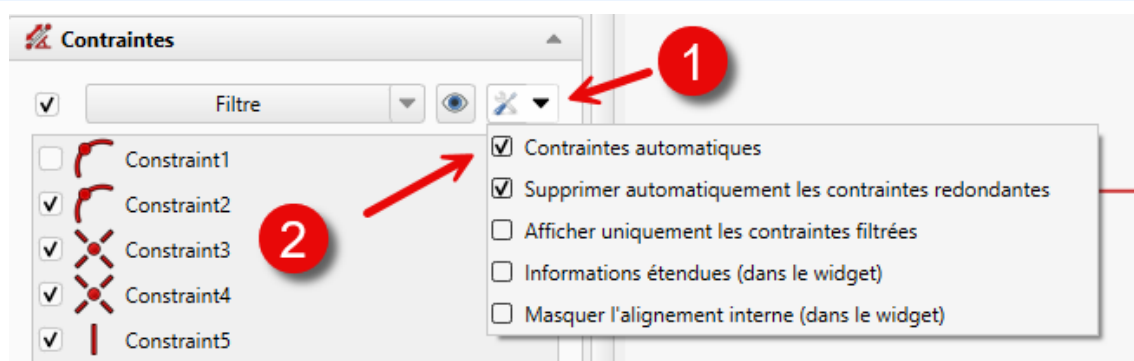 Contraintes
1
Filtre
Contraintes automatiques
Constraint1
Supprimer automatiquement les contraintes redondantes
Constraint2
2
Afficher uniquement les contraintes filtrées
Constraint3
Informations étendues (dans le widget)
Constraint4
Masquer l'alignement interne (dans le widget)
Constraint5